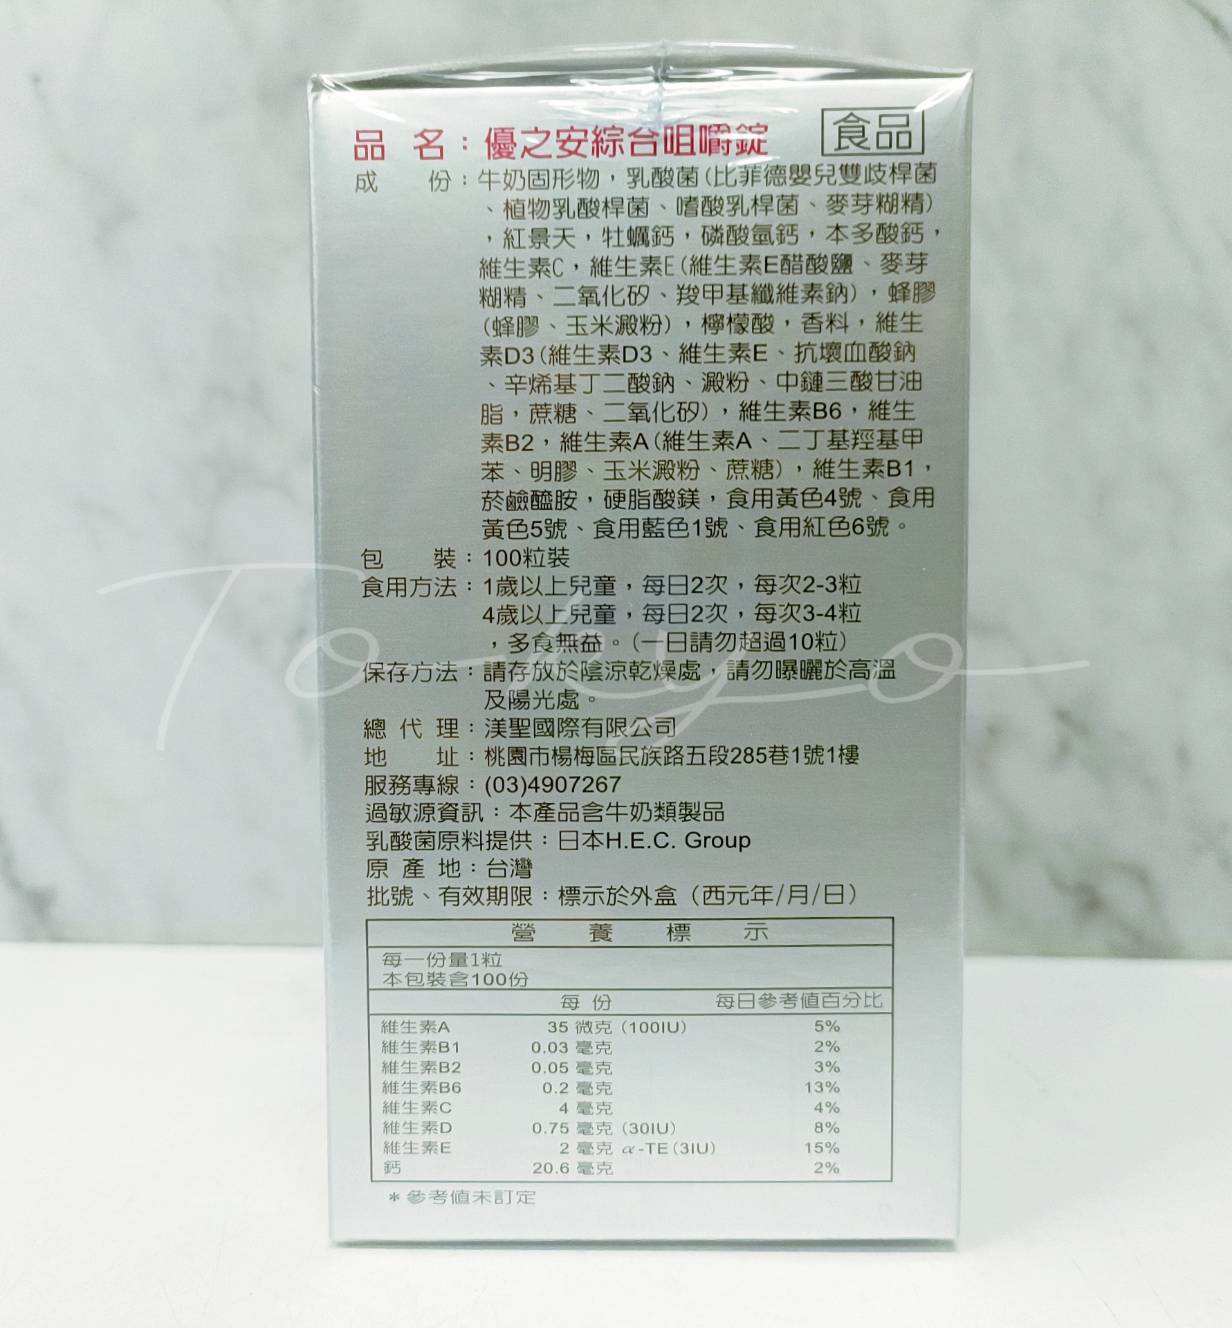 品名：優之安綜合咀嚼錠 食品
成份：牛奶固形物，乳酸菌(比菲德嬰兒雙歧桿菌
、植物乳酸桿菌、嗜酸乳桿菌、麥芽糊精)
，紅景天，牡蠣鈣，磷酸氫鈣，本多酸鈣，
維生素C，維生素E(維生素E醋酸鹽、麥芽
糊精、二氧化矽、羧甲基纖維素鈉)，蜂膠
(蜂膠、玉米澱粉)，檸檬酸，香料，維生
素D3(維生素D3、維生素E、抗壞血酸鈉
、辛烯基丁二酸鈉、澱粉、中鏈三酸甘油
脂，蔗糖、二氧化矽)，維生素B6，維生
素B2，維生素A(維生素A、二丁基羥基甲
苯、明膠、玉米澱粉、蔗糖)，維生素B1，
菸鹼醯胺，硬脂酸鎂，食用黃色4號、食用
黃色5號、食用藍色1號、食用紅色6號。
包裝：100粒裝
食用方法：1歲以上兒童，每日2次，每次2-3粒
4歲以上兒童，每日2次，每次3-4粒
，多食無益。(一日請勿超過10粒)
保存方法：請存放於陰涼乾燥處，請勿曝曬於高溫
及陽光處。
總代理：渼聖國際有限公司
地址：桃園市楊梅區民族路五段285巷1號1樓
服務專線：(03)4907267
過敏源資訊：本產品含牛奶類製品
乳酸菌原料提供：日本H.E.C. Group
原產地：台灣
批號、有效期限：標示於外盒（西元年/月/日）
營養標示
每一份量1粒
本包裝含100份
每份 每日參考值百分比
維生素A 35 微克(100IU) 5%
維生素B1 0.03 毫克 2%
維生素B2 0.05 毫克 3%
維生素B6 0.2 毫克 13%
維生素C 4 毫克 4%
維生素D 0.75 毫克(30IU) 8%
維生素E 2 毫克 α-TE(3IU) 15%
鈣 20.6 毫克 2%
＊參考值未訂定
Tokyo